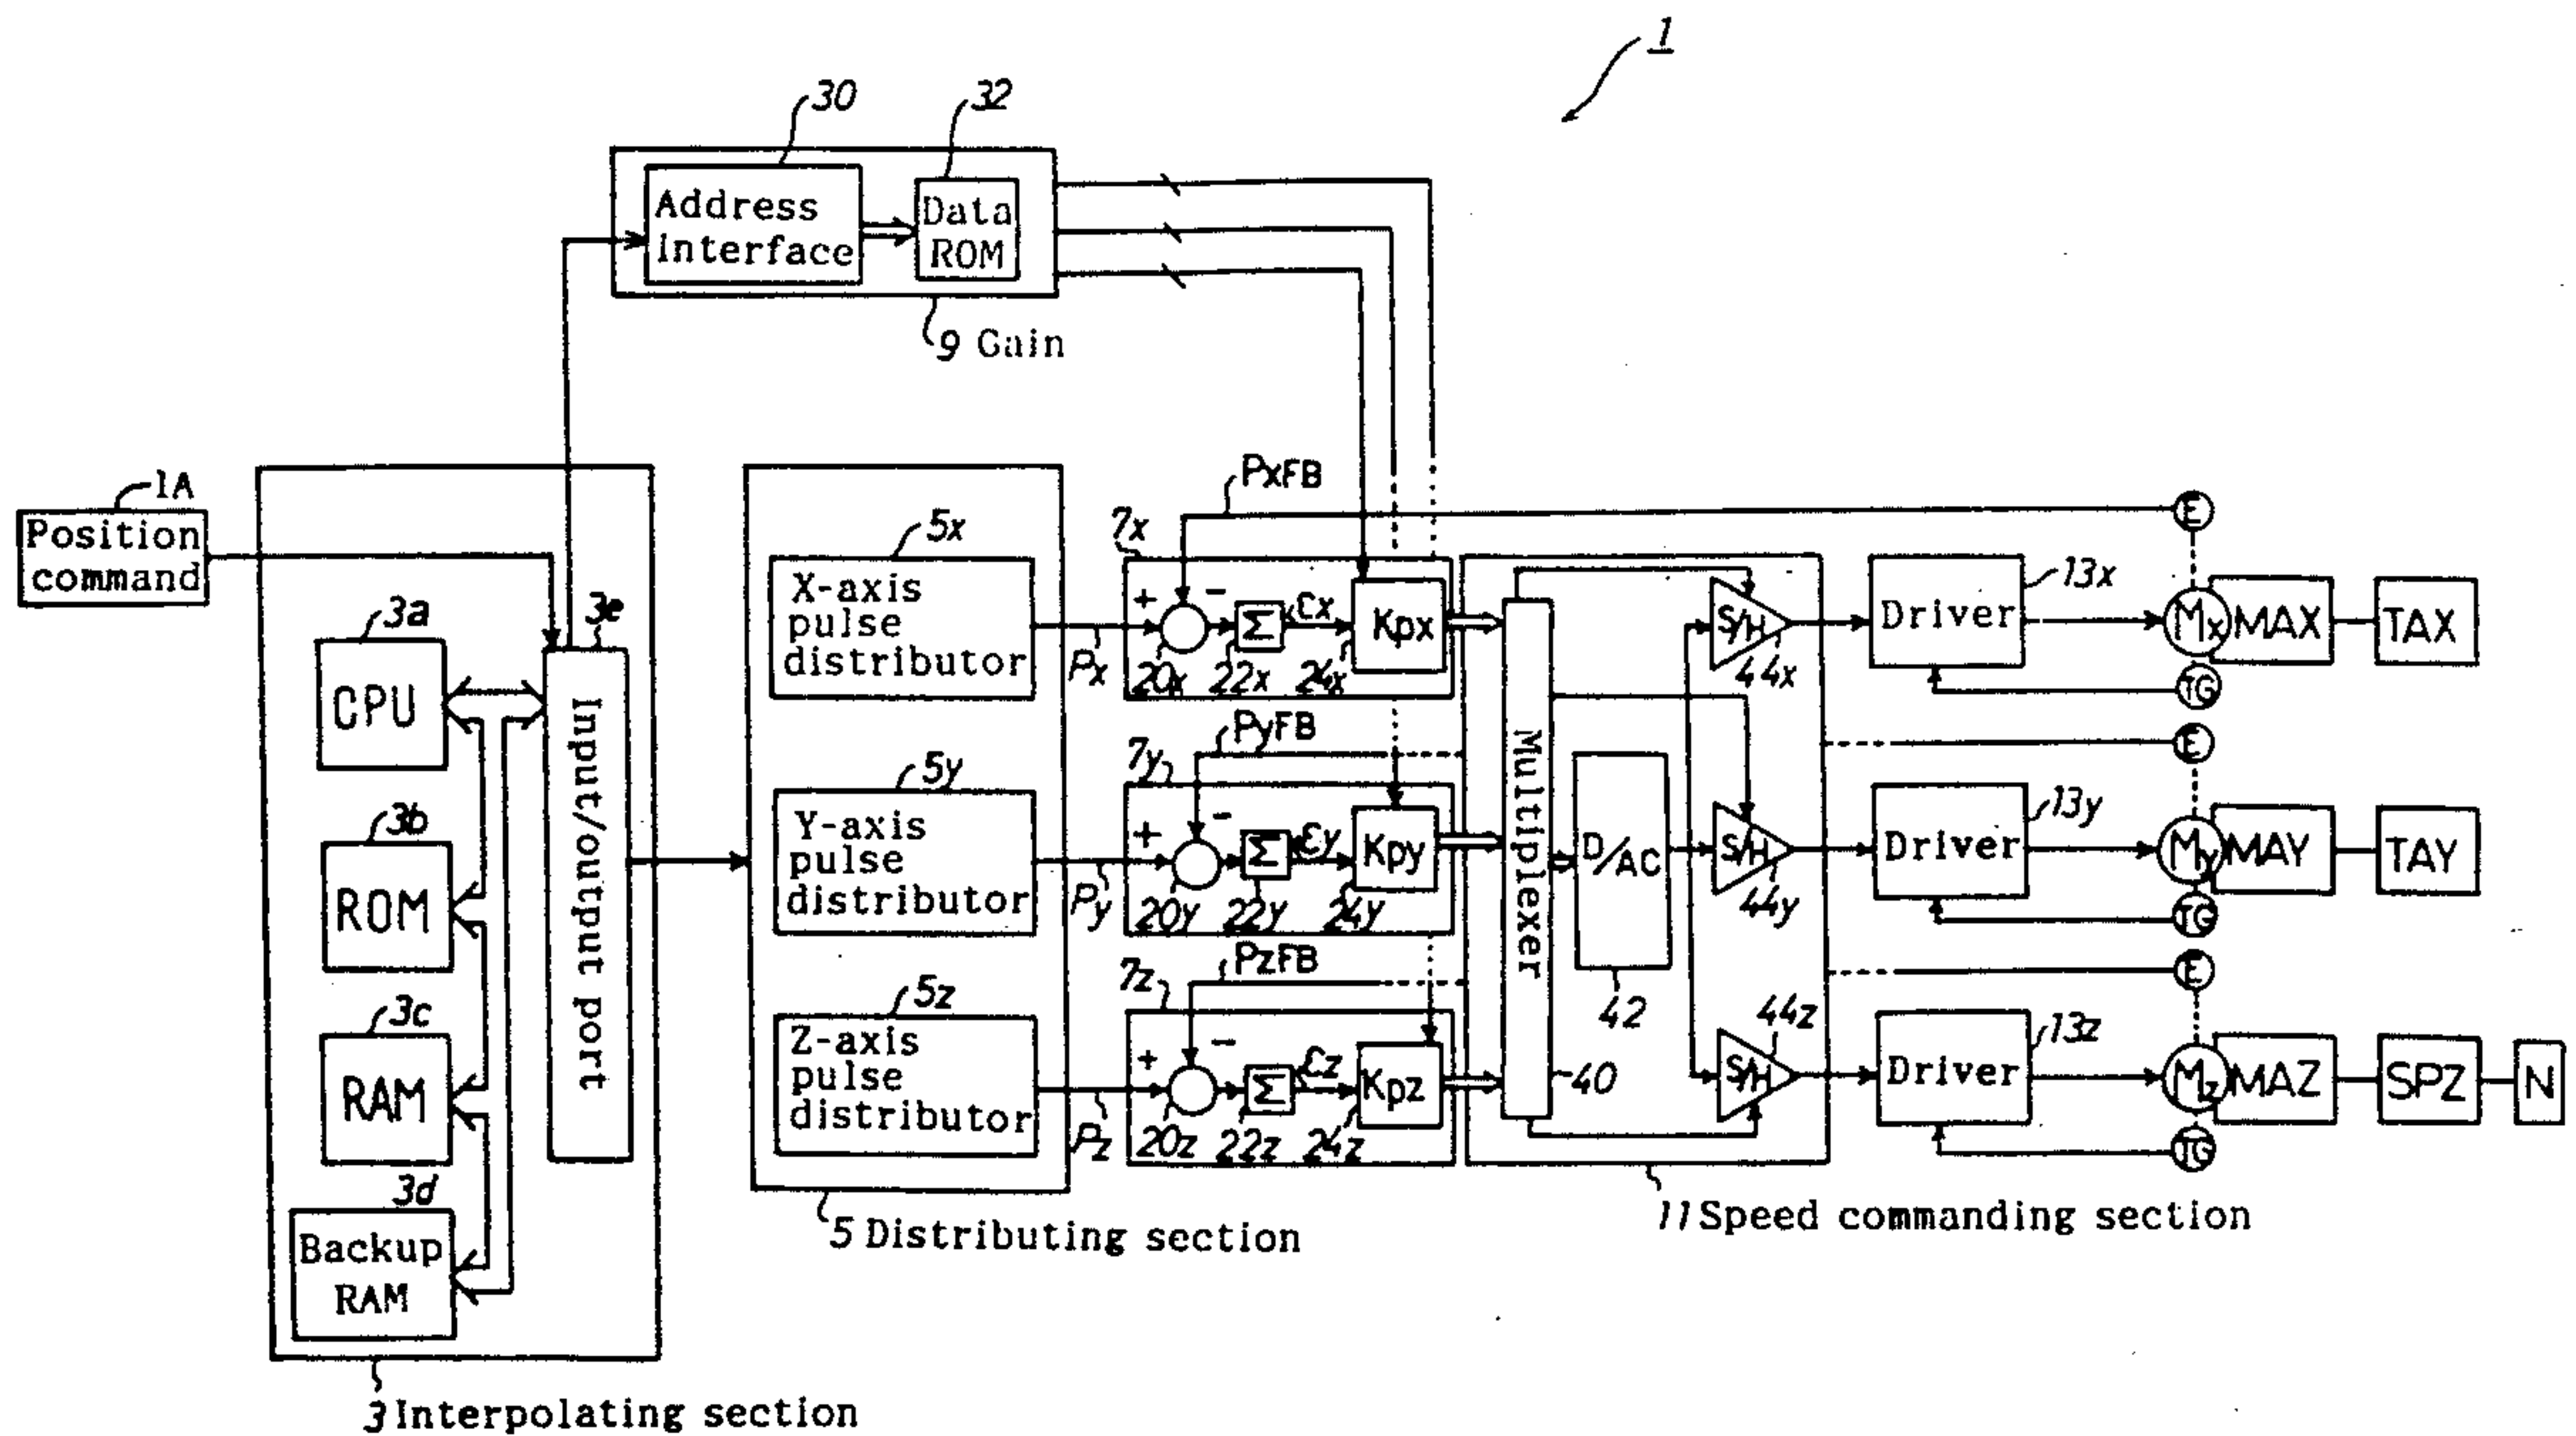 1
30
32
Address
Interface
Data
ROM
9 Gain
1A
Position
command
3a
CPU
3b
ROM
3c
RAM
3d
Backup
RAM
3e
Input/output port
3 Interpolating section
5x
X-axis
pulse
distributor
5y
Y-axis
pulse
distributor
5z
Z-axis
pulse
distributor
5 Distributing section
PxFB
7x
+
−
Σ
εx
Kpx
Px
20x
22x
24x
PyFB
7y
+
−
Σ
εy
Kpy
Py
20y
22y
24y
PzFB
7z
+
−
Σ
εz
Kpz
Pz
20z
22z
24z
Multiplexer
40
D/AC
42
S/H
44x
S/H
44y
S/H
44z
11 Speed commanding section
Driver
13x
E
Mx
MAX
TAX
TG
Driver
13y
E
My
MAY
TAY
TG
Driver
13z
E
Mz
MAZ
SPZ
N
TG